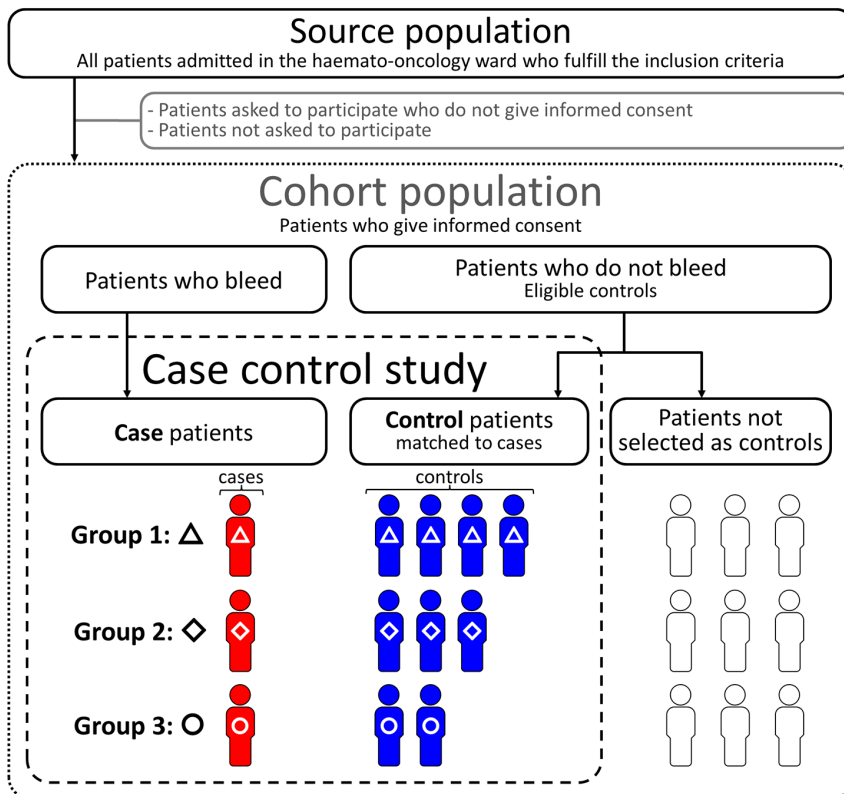 Source population
All patients admitted in the haemato-oncology ward who fulfill the inclusion criteria
- Patients asked to participate who do not give informed consent
- Patients not asked to participate
Cohort population
Patients who give informed consent
Patients who bleed
Patients who do not bleed
Eligible controls
Case control study
Case patients
Control patients
matched to cases
Patients not
selected as controls
cases
controls
Group 1:
Group 2:
Group 3: